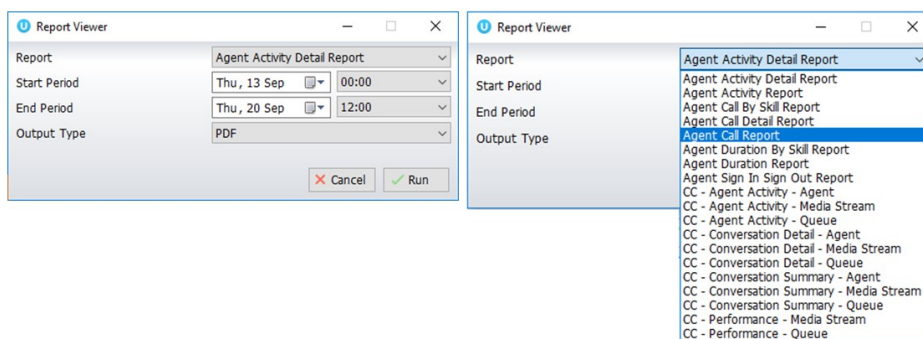 Report Viewer
Report Agent Activity Detail Report
Start Period Thu, 13 Sep 00:00
End Period Thu, 20 Sep 12:00
Output Type PDF
Cancel Run
Report Viewer
Report Agent Activity Detail Report
Start Period
End Period
Output Type
Agent Activity Detail Report
Agent Activity Report
Agent Call By Skill Report
Agent Call Detail Report
Agent Call Report
Agent Duration By Skill Report
Agent Duration Report
Agent Sign In Sign Out Report
CC - Agent Activity - Agent
CC - Agent Activity - Media Stream
CC - Agent Activity - Queue
CC - Conversation Detail - Agent
CC - Conversation Detail - Media Stream
CC - Conversation Detail - Queue
CC - Conversation Summary - Agent
CC - Conversation Summary - Media Stream
CC - Conversation Summary - Queue
CC - Performance - Media Stream
CC - Performance - Queue